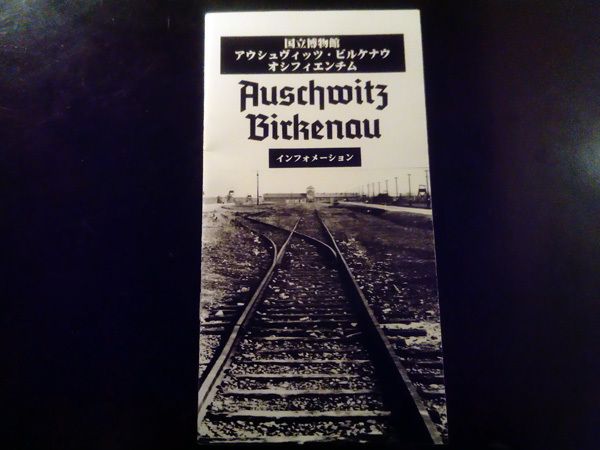 国立博物館
アウシュヴィッツ・ビルケナウ
オシフィエンチム
Auschwitz
Birkenau
インフォメーション